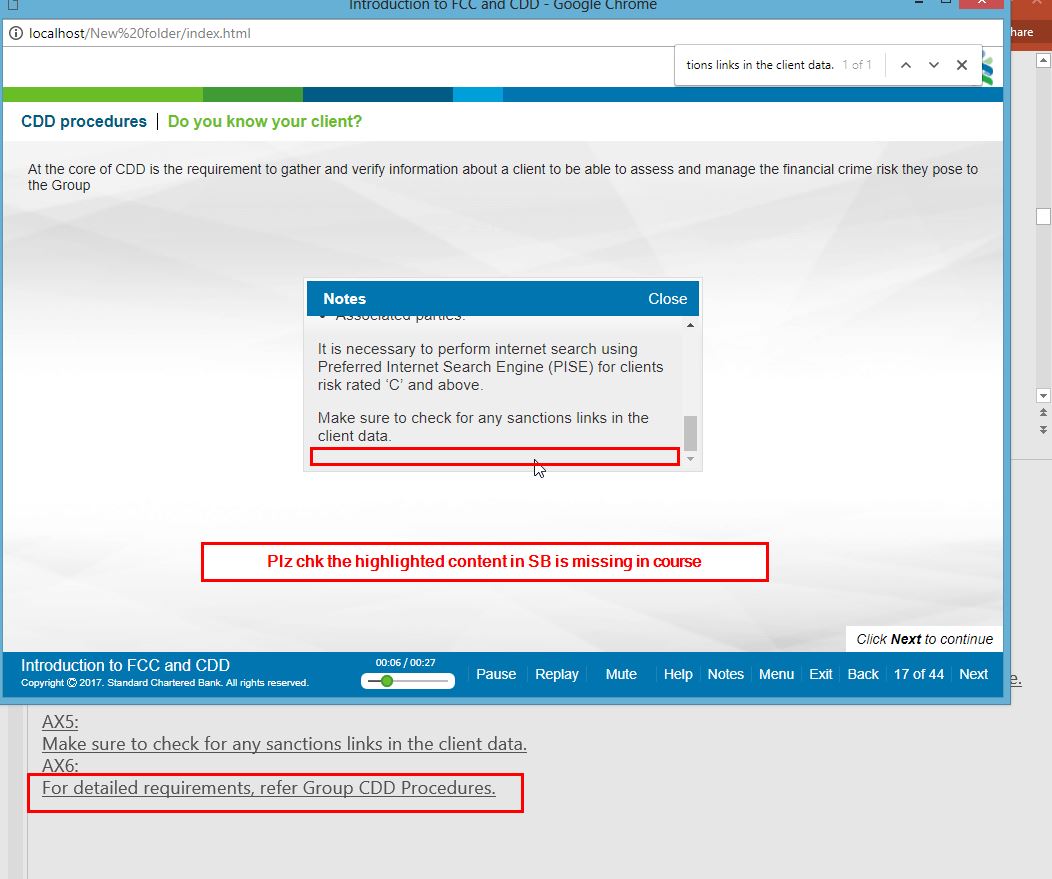 Introduction to FCC and CDD - Google Chrome
hare
localhost/New%20folder/index.html
tions links in the client data. 1 of 1
CDD procedures | Do you know your client?
At the core of CDD is the requirement to gather and verify information about a client to be able to assess and manage the financial crime risk they pose to
the Group
Notes Close
• Associated parties.
It is necessary to perform internet search using
Preferred Internet Search Engine (PISE) for clients
risk rated ‘C’ and above.
Make sure to check for any sanctions links in the
client data.
Plz chk the highlighted content in SB is missing in course
Click Next to continue
Introduction to FCC and CDD
Copyright © 2017. Standard Chartered Bank. All rights reserved.
00:06 / 00:27
Pause Replay Mute Help Notes Menu Exit Back 17 of 44 Next
e.
AX5:
Make sure to check for any sanctions links in the client data.
AX6:
For detailed requirements, refer Group CDD Procedures.